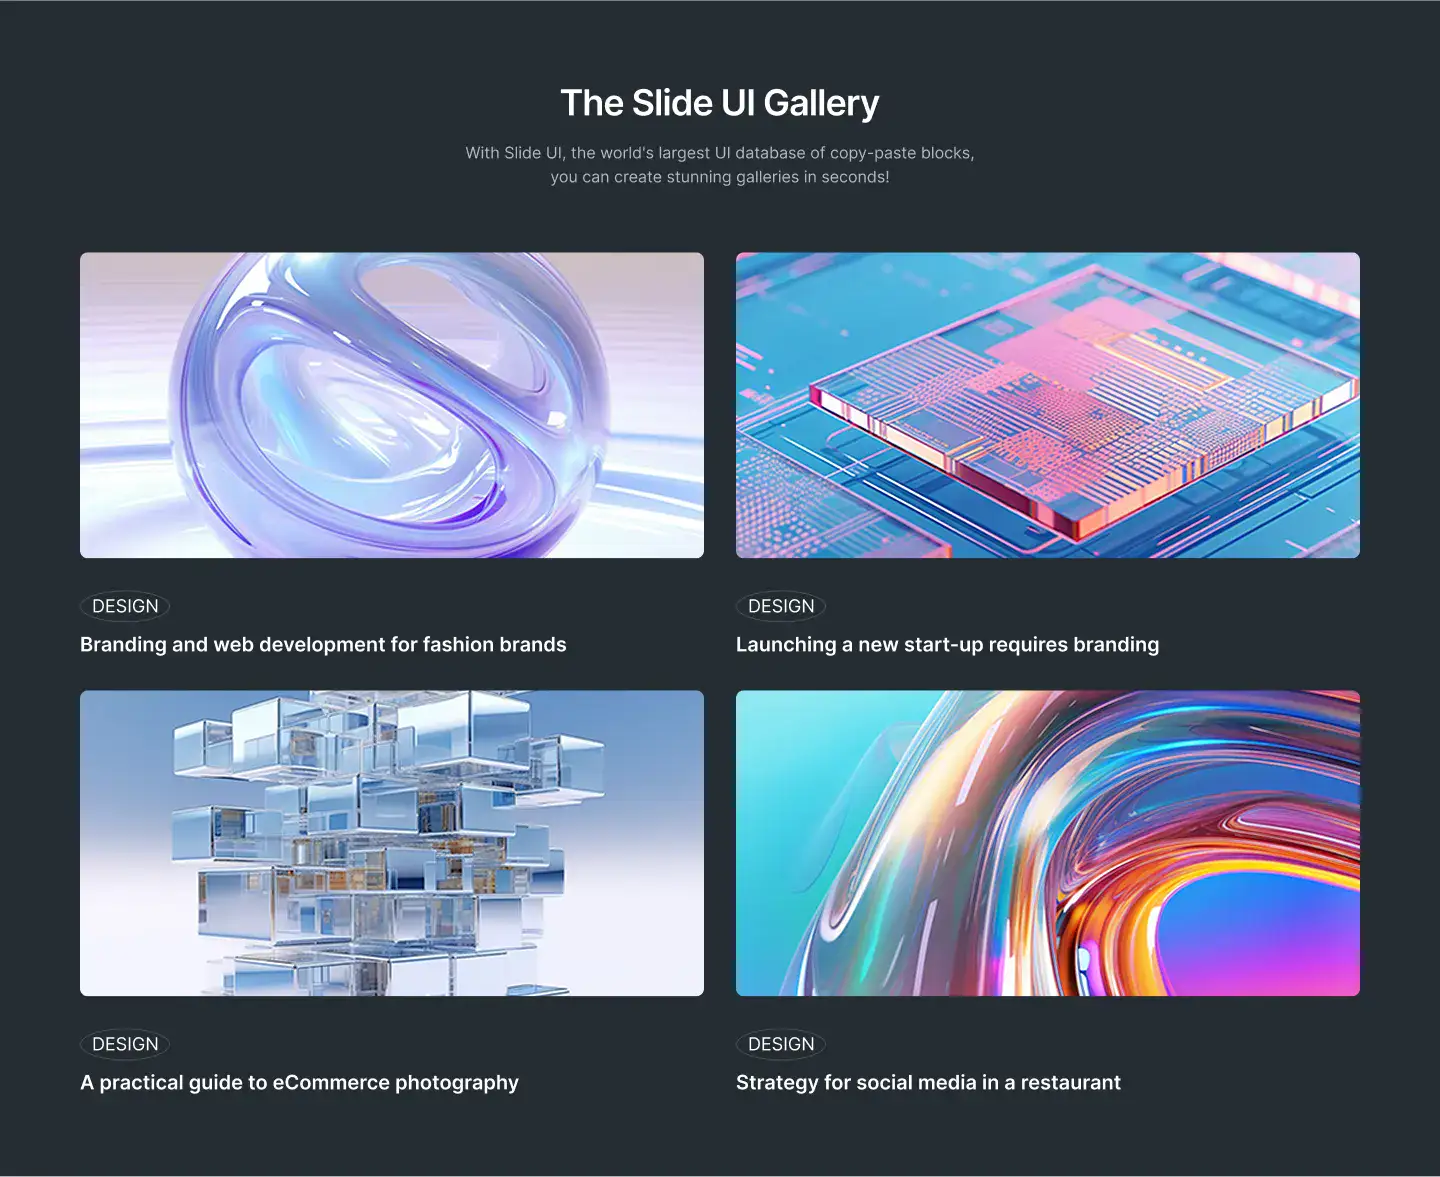 The Slide UI Gallery
With Slide UI, the world's largest UI database of copy-paste blocks,
you can create stunning galleries in seconds!
DESIGN
Branding and web development for fashion brands
DESIGN
Launching a new start-up requires branding
DESIGN
A practical guide to eCommerce photography
DESIGN
Strategy for social media in a restaurant